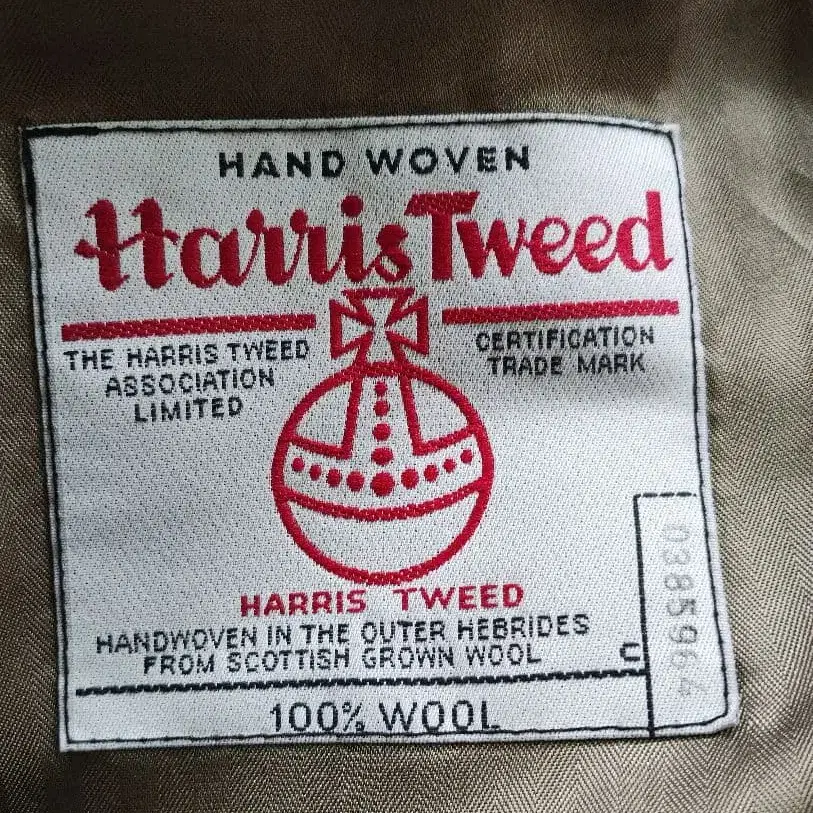 HAND WOVEN
Harris Tweed
THE HARRIS TWEED
ASSOCIATION
LIMITED
CERTIFICATION
TRADE MARK
HARRIS TWEED
HANDWOVEN IN THE OUTER HEBRIDES
FROM SCOTTISH GROWN WOOL
C
100% WOOL
0385964